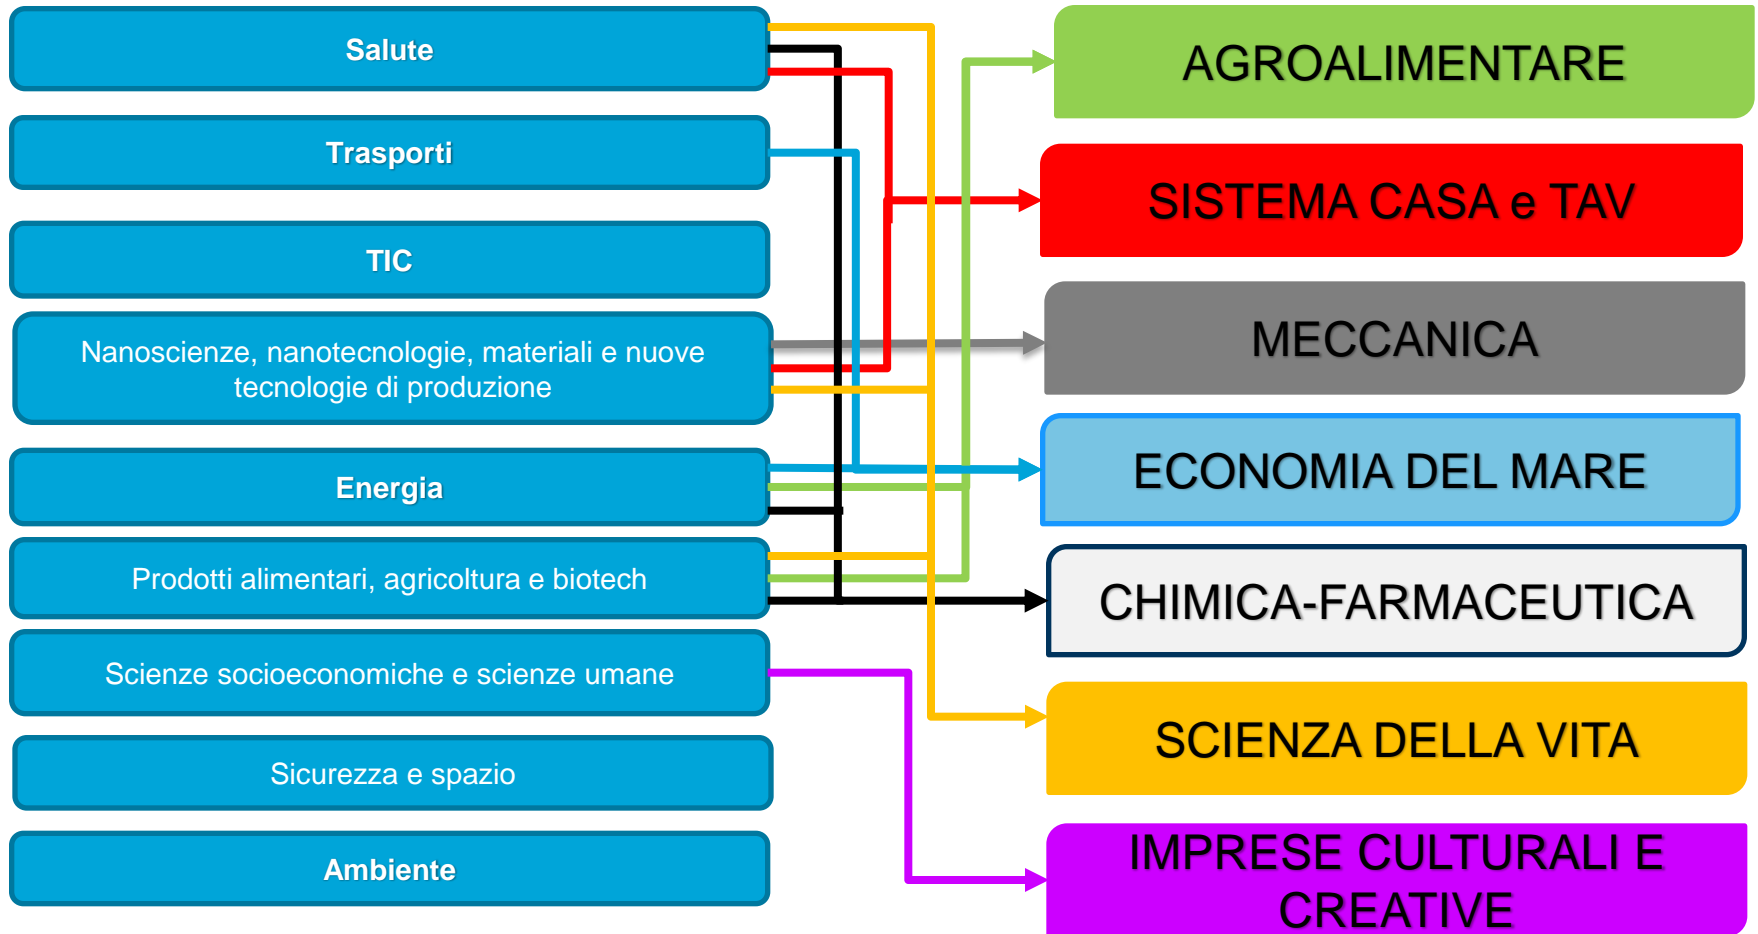 Salute
Trasporti
TIC
Nanoscienze, nanotecnologie, materiali e nuove
tecnologie di produzione
Energia
Prodotti alimentari, agricoltura e biotech
Scienze socioeconomiche e scienze umane
Sicurezza e spazio
Ambiente
AGROALIMENTARE
SISTEMA CASA e TAV
MECCANICA
ECONOMIA DEL MARE
CHIMICA-FARMACEUTICA
SCIENZA DELLA VITA
IMPRESE CULTURALI E
CREATIVE